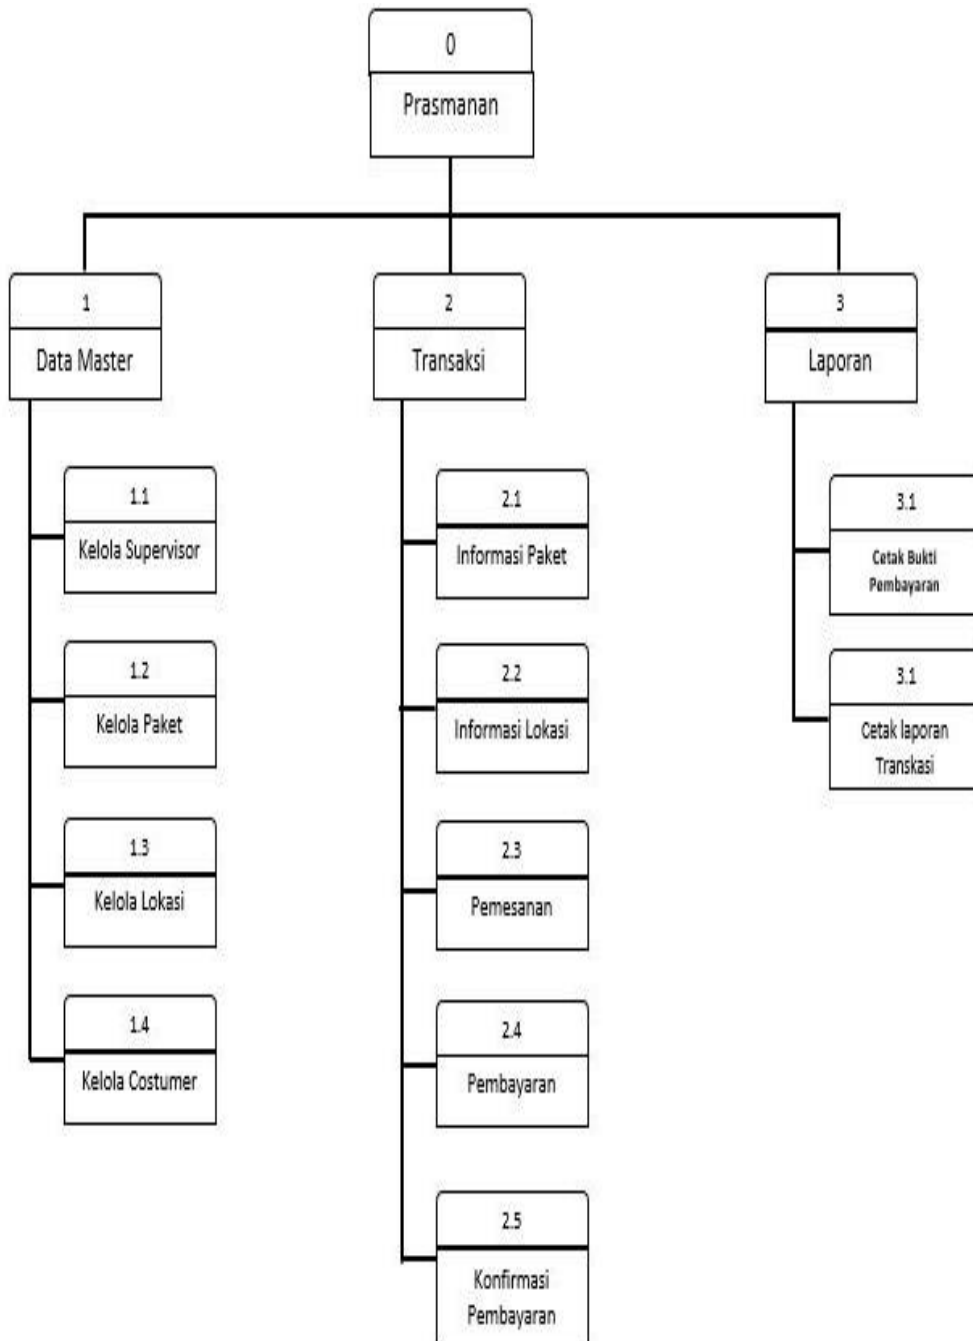 0
Prasmanan
1
Data Master
2
Transaksi
3
Laporan
1.1
Kelola Supervisor
1.2
Kelola Paket
1.3
Kelola Lokasi
1.4
Kelola Costumer
2.1
Informasi Paket
2.2
Informasi Lokasi
2.3
Pemesanan
2.4
Pembayaran
2.5
Konfirmasi
Pembayaran
3.1
Cetak Bukti
Pembayaran
3.1
Cetak laporan
Transkasi